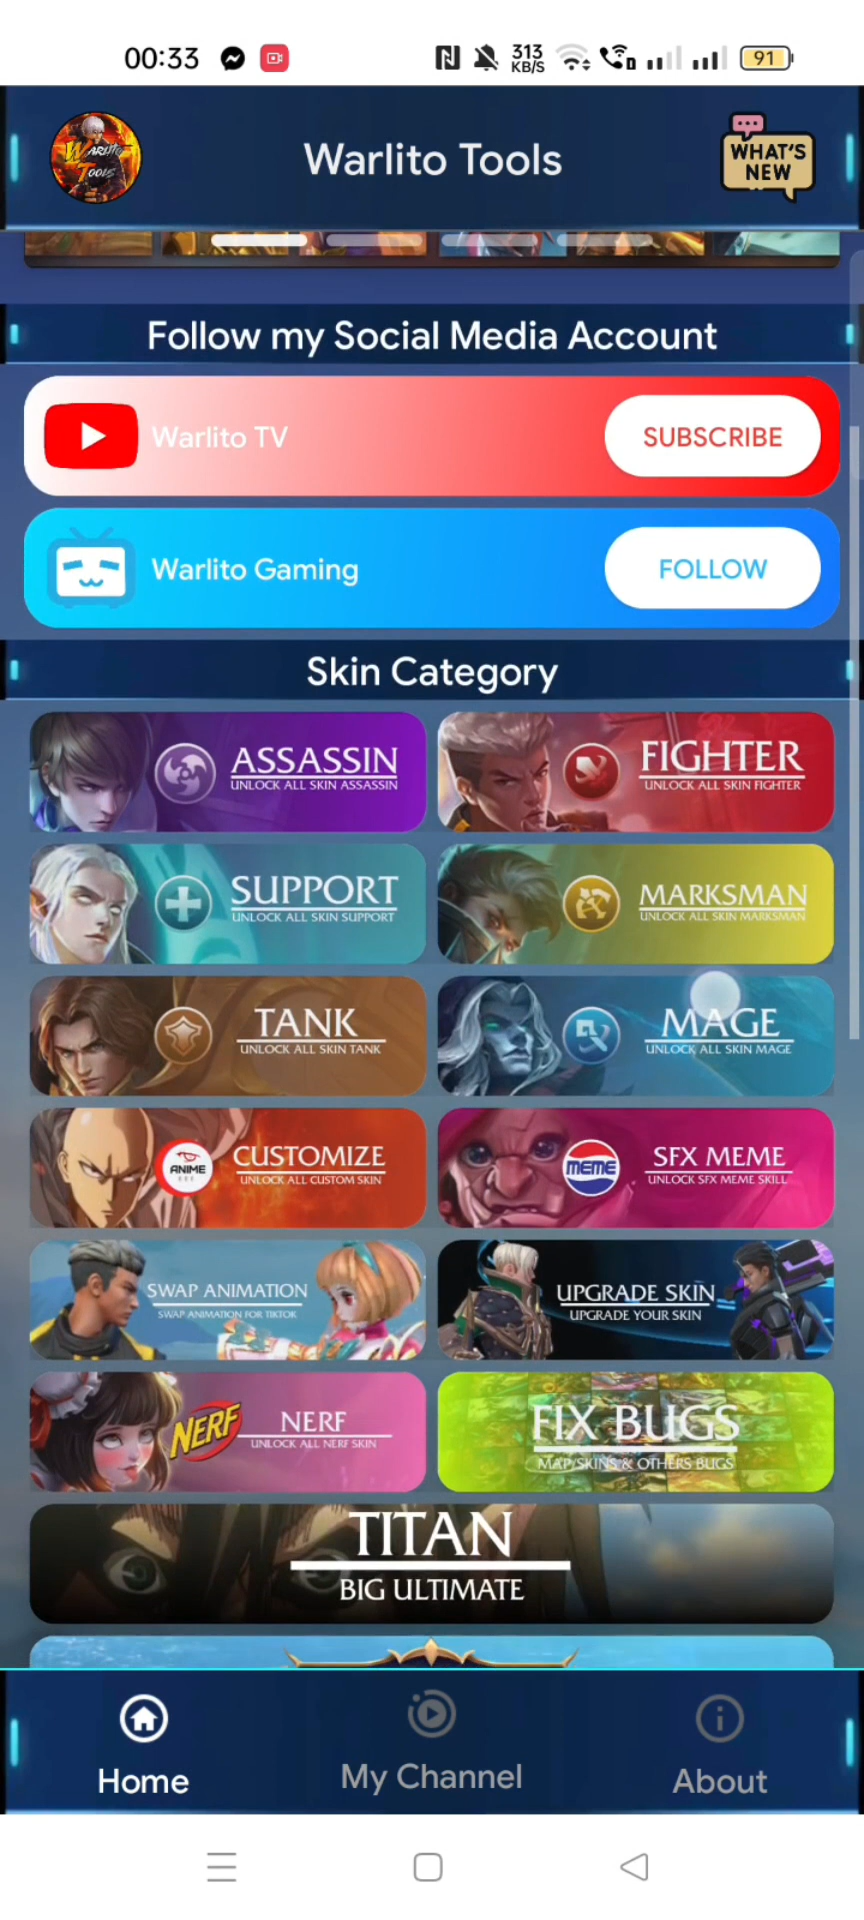 00:33
313
KB/S
91
WARLITO
TOOLS
Warlito Tools
WHAT'S
NEW
Follow my Social Media Account
Warlito TV
SUBSCRIBE
Warlito Gaming
FOLLOW
Skin Category
ASSASSIN
UNLOCK ALL SKIN ASSASSIN
FIGHTER
UNLOCK ALL SKIN FIGHTER
SUPPORT
UNLOCK ALL SKIN SUPPORT
MARKSMAN
UNLOCK ALL SKIN MARKSMAN
TANK
UNLOCK ALL SKIN TANK
MAGE
UNLOCK ALL SKIN MAGE
ANIME
CUSTOMIZE
UNLOCK ALL CUSTOM SKIN
MEME
SFX MEME
UNLOCK SFX MEME SKILL
SWAP ANIMATION
SWAP ANIMATION FOR TIKTOK
UPGRADE SKIN
UPGRADE YOUR SKIN
NERF
NERF
UNLOCK ALL NERF SKIN
FIX BUGS
MAP/SKINS & OTHERS BUGS
TITAN
BIG ULTIMATE
Home
My Channel
About